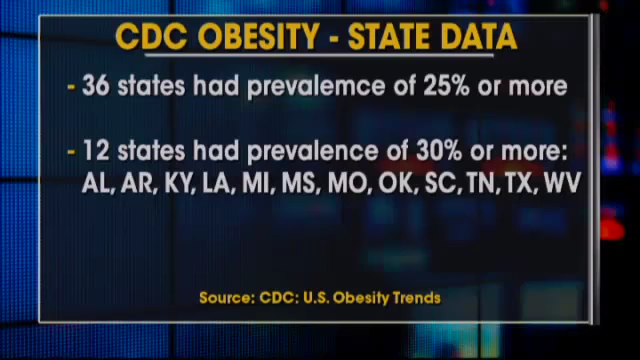 CDC OBESITY - STATE DATA
- 36 states had prevalemce of 25% or more
- 12 states had prevalence of 30% or more:
AL, AR, KY, LA, MI, MS, MO, OK, SC, TN, TX, WV
Source: CDC: U.S. Obesity Trends